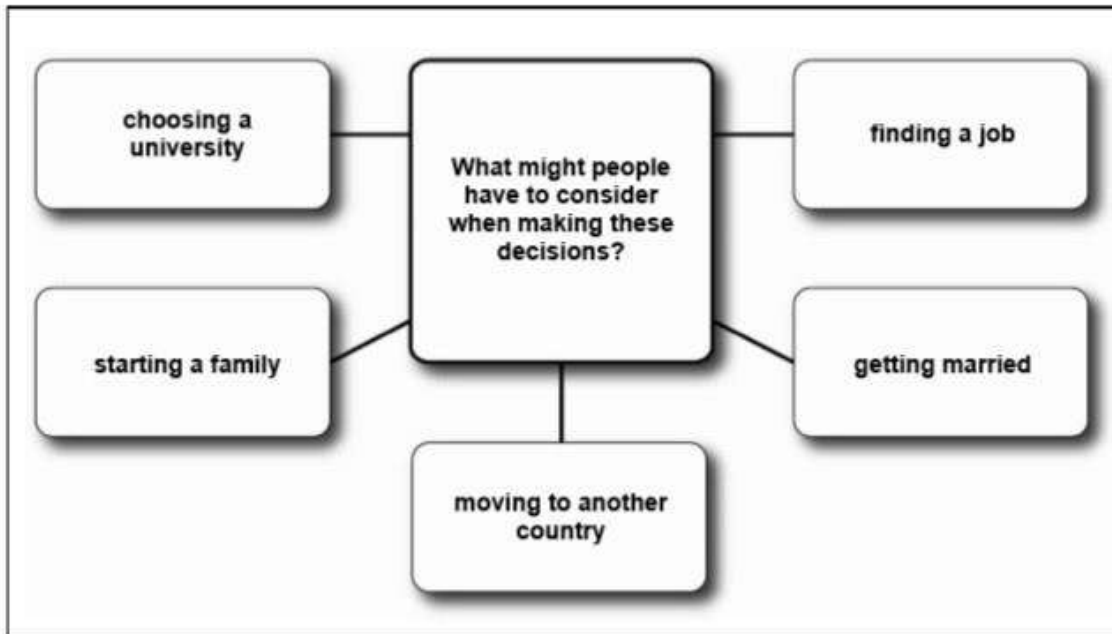 choosing a
university
What might people
have to consider
when making these
decisions?
finding a job
starting a family
getting married
moving to another
country